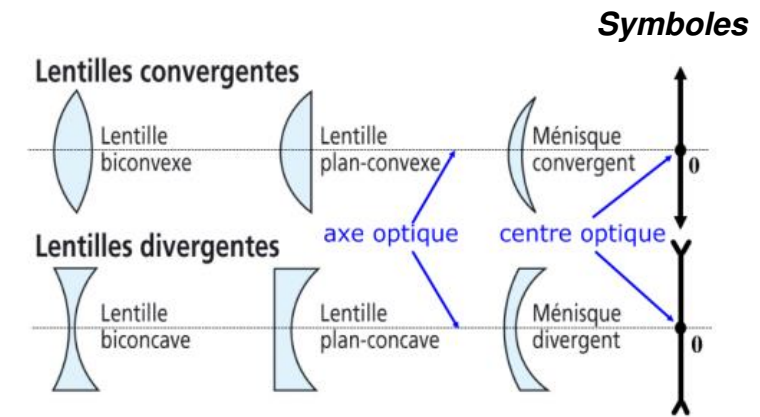 Symboles
Lentilles convergentes
Lentille
biconvexe
Lentille
plan-convexe
Ménisque
convergent
0
axe optique
centre optique
Lentilles divergentes
Lentille
biconcave
Lentille
plan-concave
Ménisque
divergent
0